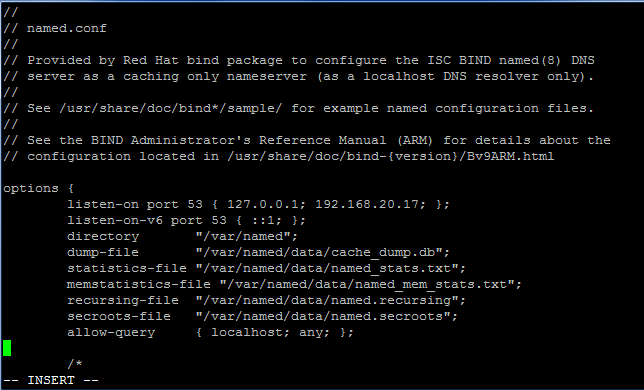 //
// named.conf
//
// Provided by Red Hat bind package to configure the ISC BIND named(8) DNS
// server as a caching only nameserver (as a localhost DNS resolver only).
//
// See /usr/share/doc/bind*/sample/ for example named configuration files.
//
// See the BIND Administrator's Reference Manual (ARM) for details about the
// configuration located in /usr/share/doc/bind-{version}/Bv9ARM.html

options {
        listen-on port 53 { 127.0.0.1; 192.168.20.17; };
        listen-on-v6 port 53 { ::1; };
        directory       "/var/named";
        dump-file       "/var/named/data/cache_dump.db";
        statistics-file "/var/named/data/named_stats.txt";
        memstatistics-file "/var/named/data/named_mem_stats.txt";
        recursing-file  "/var/named/data/named.recursing";
        secroots-file   "/var/named/data/named.secroots";
        allow-query     { localhost; any; };

        /*
-- INSERT --